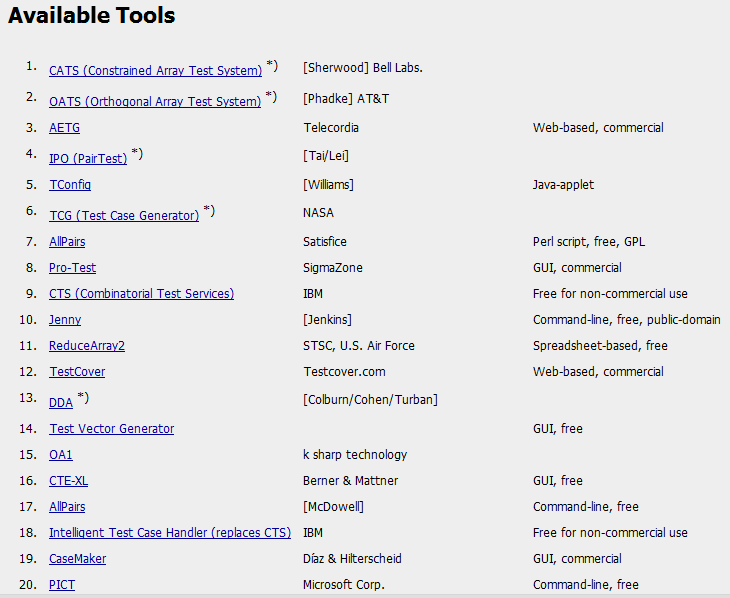 Available Tools
1. CATS (Constrained Array Test System) *) [Sherwood] Bell Labs.
2. OATS (Orthogonal Array Test System) *) [Phadke] AT&T
3. AETG Telecordia Web-based, commercial
4. IPO (PairTest) *) [Tai/Lei]
5. TConfig [Williams] Java-applet
6. TCG (Test Case Generator) *) NASA
7. AllPairs Satisfice Perl script, free, GPL
8. Pro-Test SigmaZone GUI, commercial
9. CTS (Combinatorial Test Services) IBM Free for non-commercial use
10. Jenny [Jenkins] Command-line, free, public-domain
11. ReduceArray2 STSC, U.S. Air Force Spreadsheet-based, free
12. TestCover Testcover.com Web-based, commercial
13. DDA *) [Colburn/Cohen/Turban]
14. Test Vector Generator GUI, free
15. OA1 k sharp technology
16. CTE-XL Berner & Mattner GUI, free
17. AllPairs [McDowell] Command-line, free
18. Intelligent Test Case Handler (replaces CTS) IBM Free for non-commercial use
19. CaseMaker Díaz & Hilterscheid GUI, commercial
20. PICT Microsoft Corp. Command-line, free